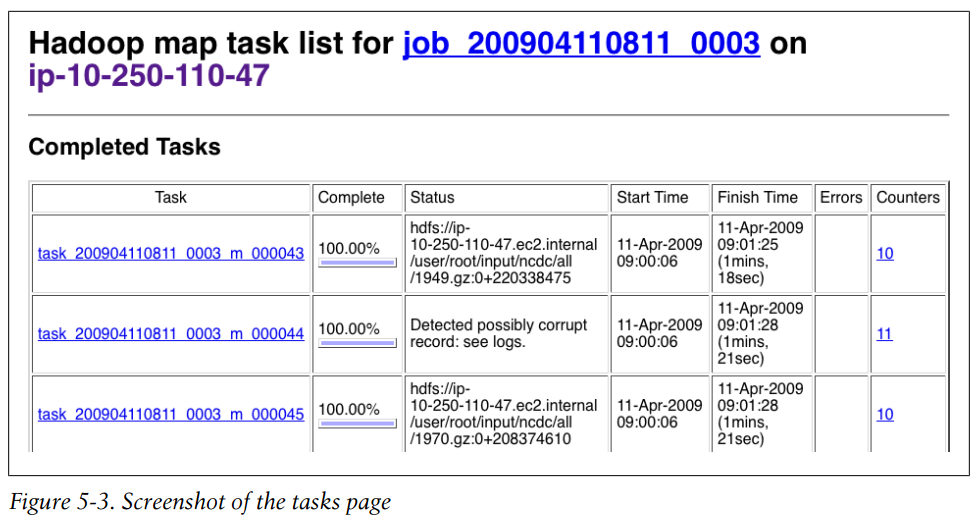 Hadoop map task list for job_200904110811_0003 on
ip-10-250-110-47
Completed Tasks
Task Complete Status Start Time Finish Time Errors Counters
task_200904110811_0003_m_000043
100.00%
hdfs://ip-
10-250-110-47.ec2.internal
/user/root/input/ncdc/all
/1949.gz:0+220338475
11-Apr-2009
09:00:06
11-Apr-2009
09:01:25
(1mins,
18sec)
10
task_200904110811_0003_m_000044
100.00%
Detected possibly corrupt
record: see logs.
11-Apr-2009
09:00:06
11-Apr-2009
09:01:28
(1mins,
21sec)
11
task_200904110811_0003_m_000045
100.00%
hdfs://ip-
10-250-110-47.ec2.internal
/user/root/input/ncdc/all
/1970.gz:0+208374610
11-Apr-2009
09:00:06
11-Apr-2009
09:01:28
(1mins,
21sec)
10
Figure 5-3. Screenshot of the tasks page